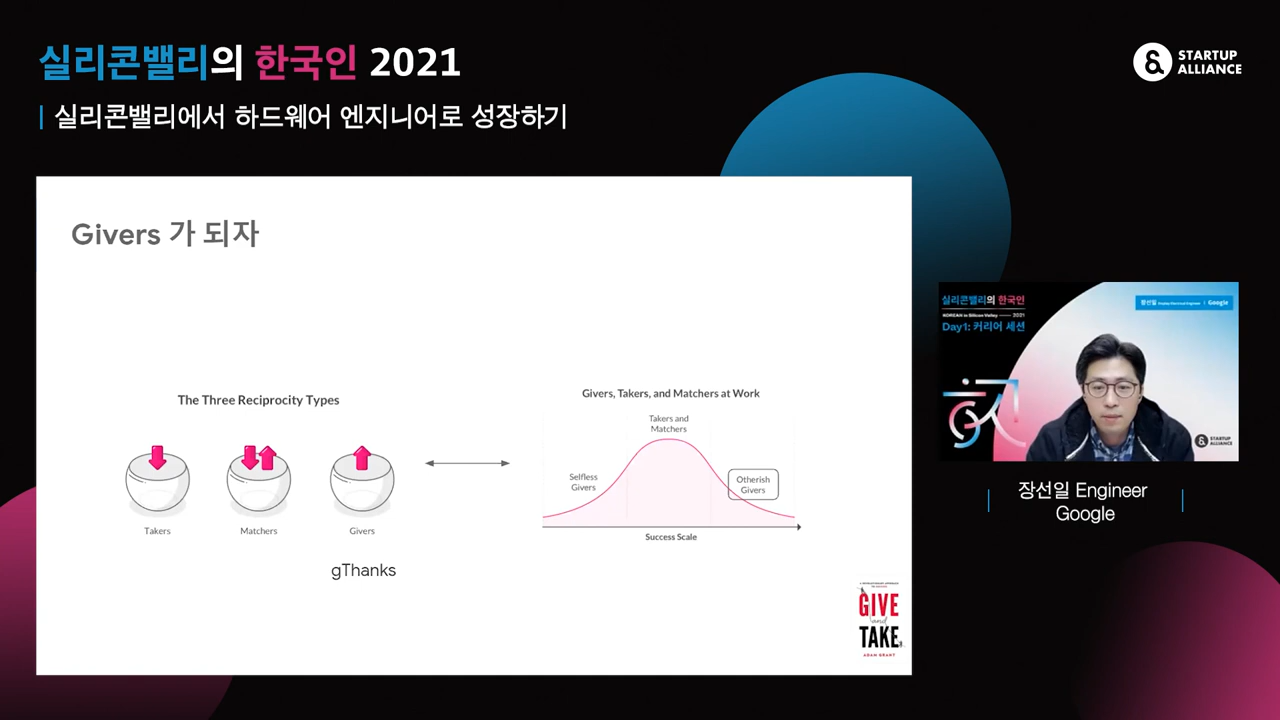 실리콘밸리의 한국인 2021
실리콘밸리에서 하드웨어 엔지니어로 성장하기
STARTUP
ALLIANCE
Givers 가 되자
The Three Reciprocity Types
Takers
Matchers
Givers
gThanks
Givers, Takers, and Matchers at Work
Takers and
Matchers
Selfless
Givers
Otherish
Givers
Success Scale
GIVE
and
TAKE
ADAM GRANT
실리콘밸리의 한국인
KOREAN in Silicon Valley 2021
Day1: 커리어 세션
장선일
Google
STARTUP
ALLIANCE
장선일 Engineer
Google